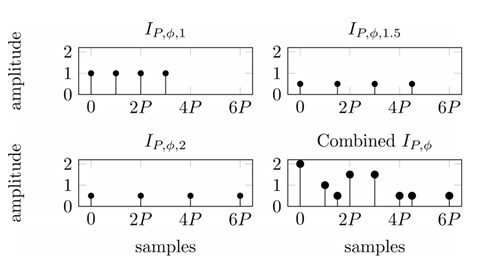 I_{P,ϕ,1} I_{P,ϕ,1.5}
amplitude
2
1
0
0 2P 4P 6P
2
1
0
0 2P 4P 6P
I_{P,ϕ,2} Combined I_{P,ϕ}
amplitude
2
1
0
0 2P 4P 6P
2
1
0
0 2P 4P 6P
samples samples